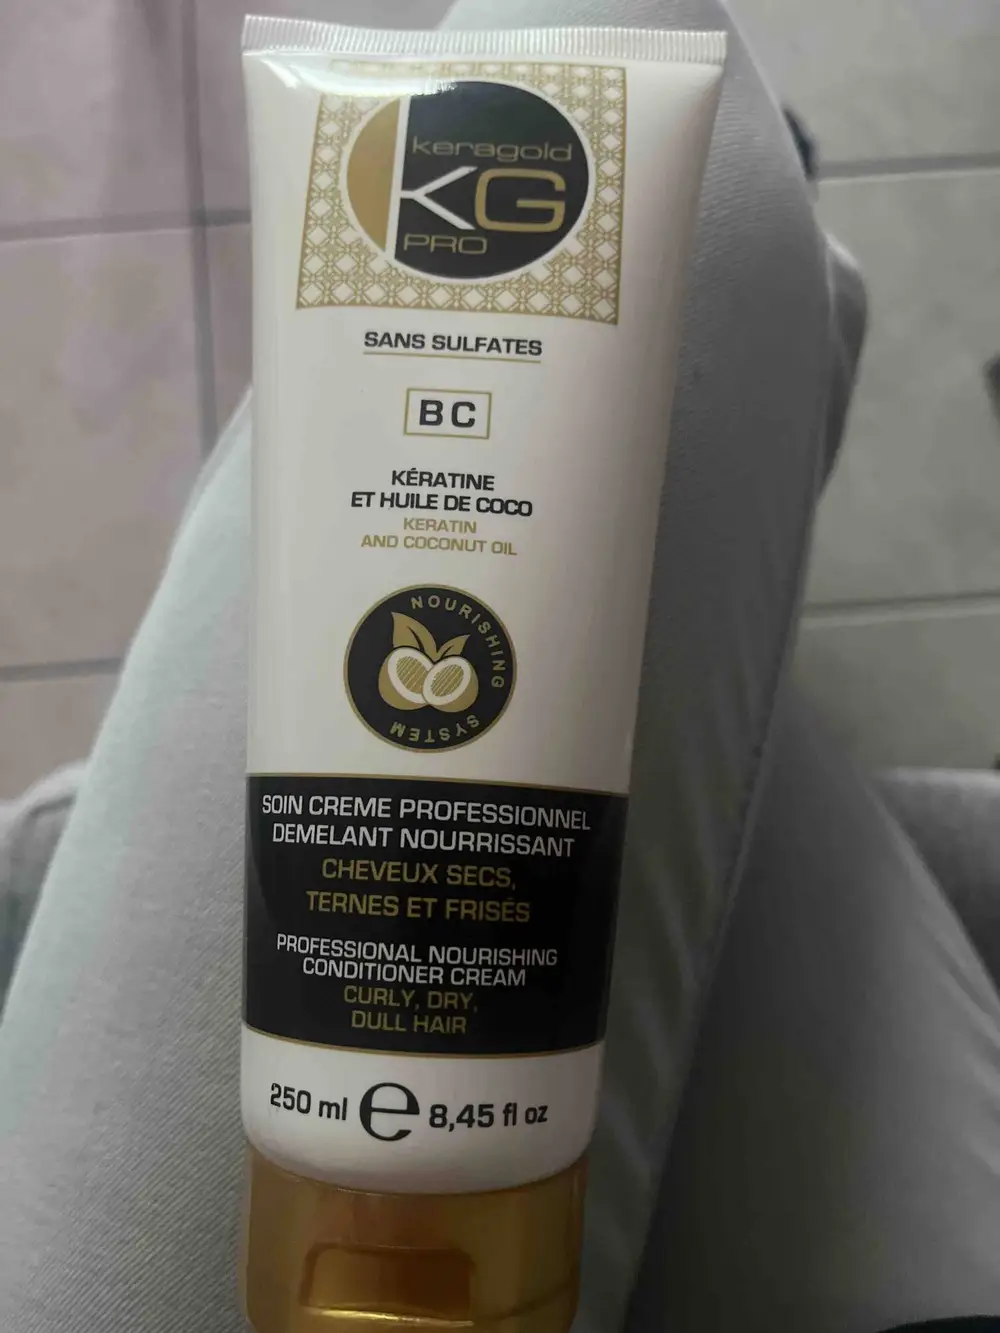 keragold
KG
PRO
SANS SULFATES
BC
KÉRATINE
ET HUILE DE COCO
KERATIN
AND COCONUT OIL
NOURISHING
SYSTEM
SOIN CREME PROFESSIONNEL
DEMELANT NOURRISSANT
CHEVEUX SECS,
TERNES ET FRISÉS
PROFESSIONAL NOURISHING
CONDITIONER CREAM
CURLY, DRY,
DULL HAIR
250 ml e 8,45 fl oz